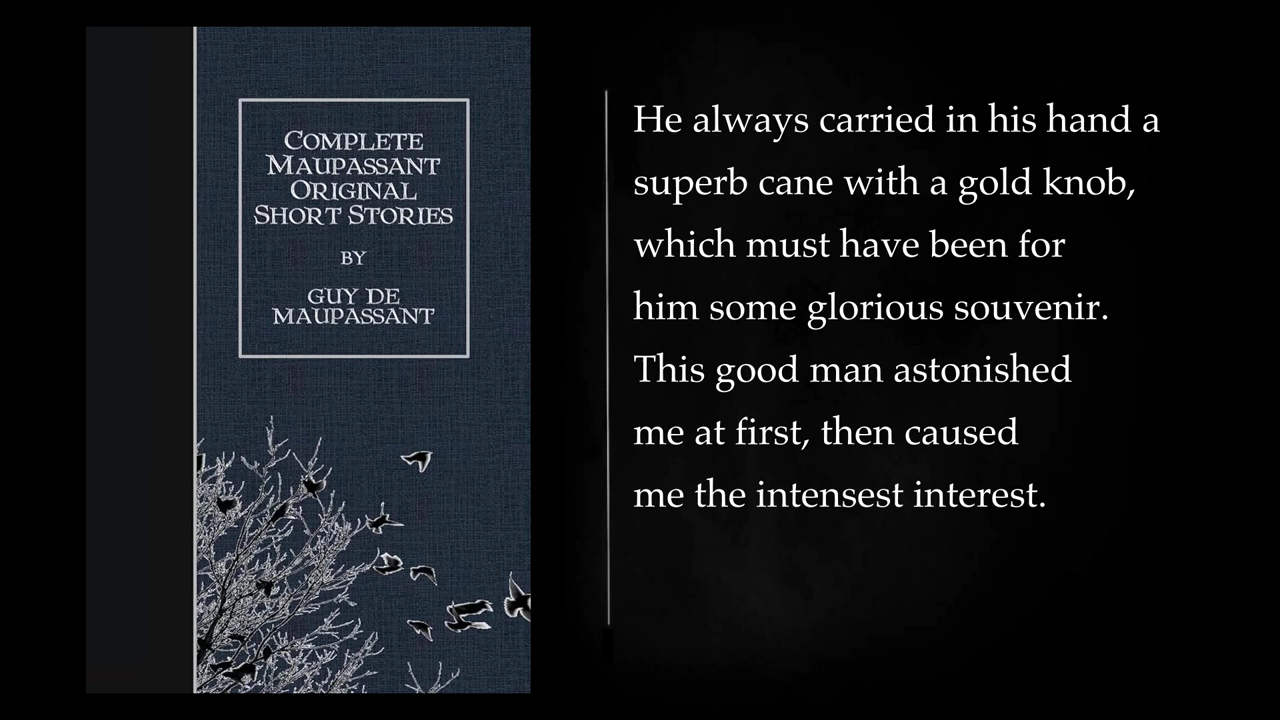 COMPLETE
MAUPASSANT
ORIGINAL
SHORT STORIES
BY
GUY DE
MAUPASSANT
He always carried in his hand a
superb cane with a gold knob,
which must have been for
him some glorious souvenir.
This good man astonished
me at first, then caused
me the intensest interest.